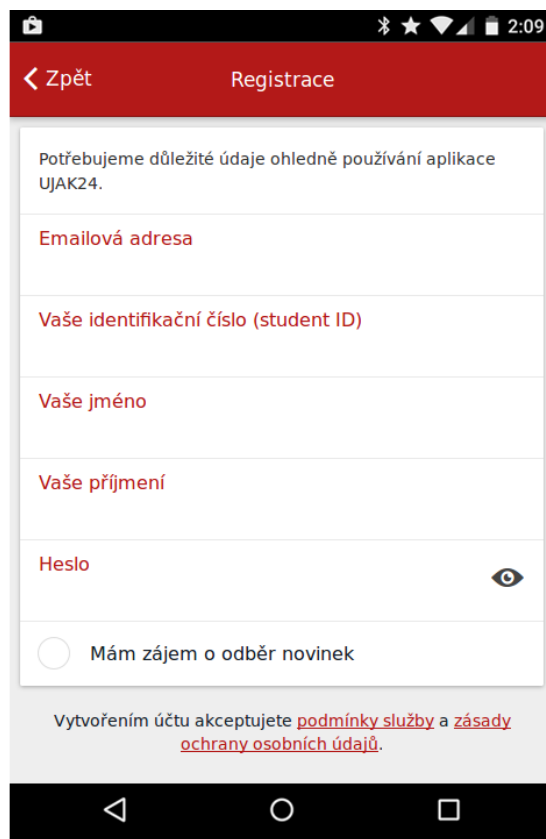 2:09
Zpět
Registrace
Potřebujeme důležité údaje ohledně používání aplikace
UJAK24.
Emailová adresa
Vaše identifikační číslo (student ID)
Vaše jméno
Vaše příjmení
Heslo
Mám zájem o odběr novinek
Vytvořením účtu akceptujete podmínky služby a zásady
ochrany osobních údajů.